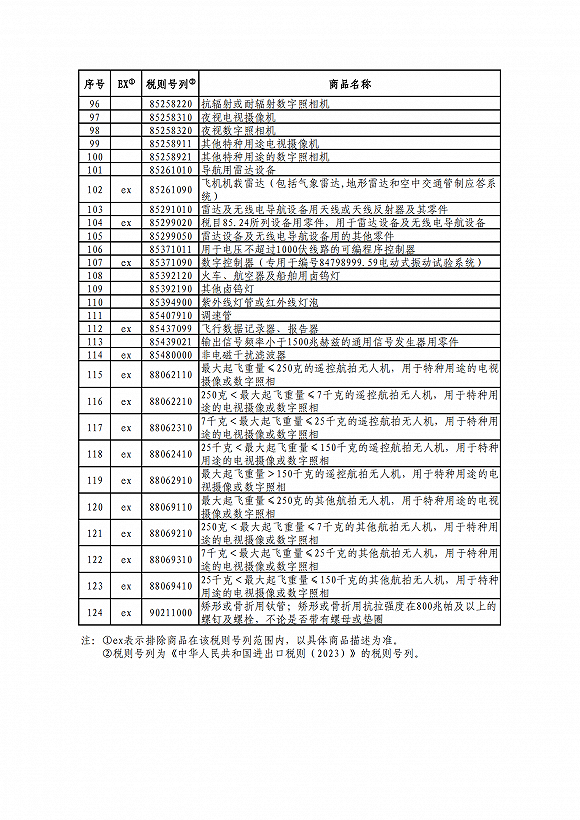 序号 EX① 税则号列② 商品名称
96 85258220 抗辐射或耐辐射数字照相机
97 85258310 夜视电视摄像机
98 85258320 夜视数字照相机
99 85258911 其他特种用途电视摄像机
100 85258921 其他特种用途的数字照相机
101 85261010 导航用雷达设备
102 ex 85261090 飞机机载雷达（包括气象雷达,地形雷达和空中交通管制应答系
统）
103 85291010 雷达及无线电导航设备用天线或天线反射器及其零件
104 ex 85299020 税目85.24所列设备用零件，用于雷达设备及无线电导航设备
105 85299050 雷达设备及无线电导航设备用的其他零件
106 85371011 用于电压不超过1000伏线路的可编程序控制器
107 ex 85371090 数字控制器（专用于编号84798999.59电动式振动试验系统）
108 85392120 火车、航空器及船舶用卤钨灯
109 85392190 其他卤钨灯
110 85394900 紫外线灯管或红外线灯泡
111 85407910 调速管
112 ex 85437099 飞行数据记录器、报告器
113 85439021 输出信号频率小于1500兆赫兹的通用信号发生器用零件
114 ex 85480000 非电磁干扰滤波器
115 ex 88062110 最大起飞重量≤250克的遥控航拍无人机，用于特种用途的电视
摄像或数字照相
116 ex 88062210 250克＜最大起飞重量≤7千克的遥控航拍无人机，用于特种用
途的电视摄像或数字照相
117 ex 88062310 7千克＜最大起飞重量≤25千克的遥控航拍无人机，用于特种用
途的电视摄像或数字照相
118 ex 88062410 25千克＜最大起飞重量≤150千克的遥控航拍无人机，用于特种
用途的电视摄像或数字照相
119 ex 88062910 最大起飞重量＞150千克的遥控航拍无人机，用于特种用途的电
视摄像或数字照相
120 ex 88069110 最大起飞重量≤250克的其他航拍无人机，用于特种用途的电视
摄像或数字照相
121 ex 88069210 250克＜最大起飞重量≤7千克的其他航拍无人机，用于特种用
途的电视摄像或数字照相
122 ex 88069310 7千克＜最大起飞重量≤25千克的其他航拍无人机，用于特种用
途的电视摄像或数字照相
123 ex 88069410 25千克＜最大起飞重量≤150千克的其他航拍无人机，用于特种
用途的电视摄像或数字照相
124 ex 90211000 矫形或骨折用钛管；矫形或骨折用抗拉强度在800兆帕及以上的
螺钉及螺栓，不论是否带有螺母或垫圈
注：①ex表示排除商品在该税则号列范围内，以具体商品描述为准。
②税则号列为《中华人民共和国进出口税则（2023）》的税则号列。